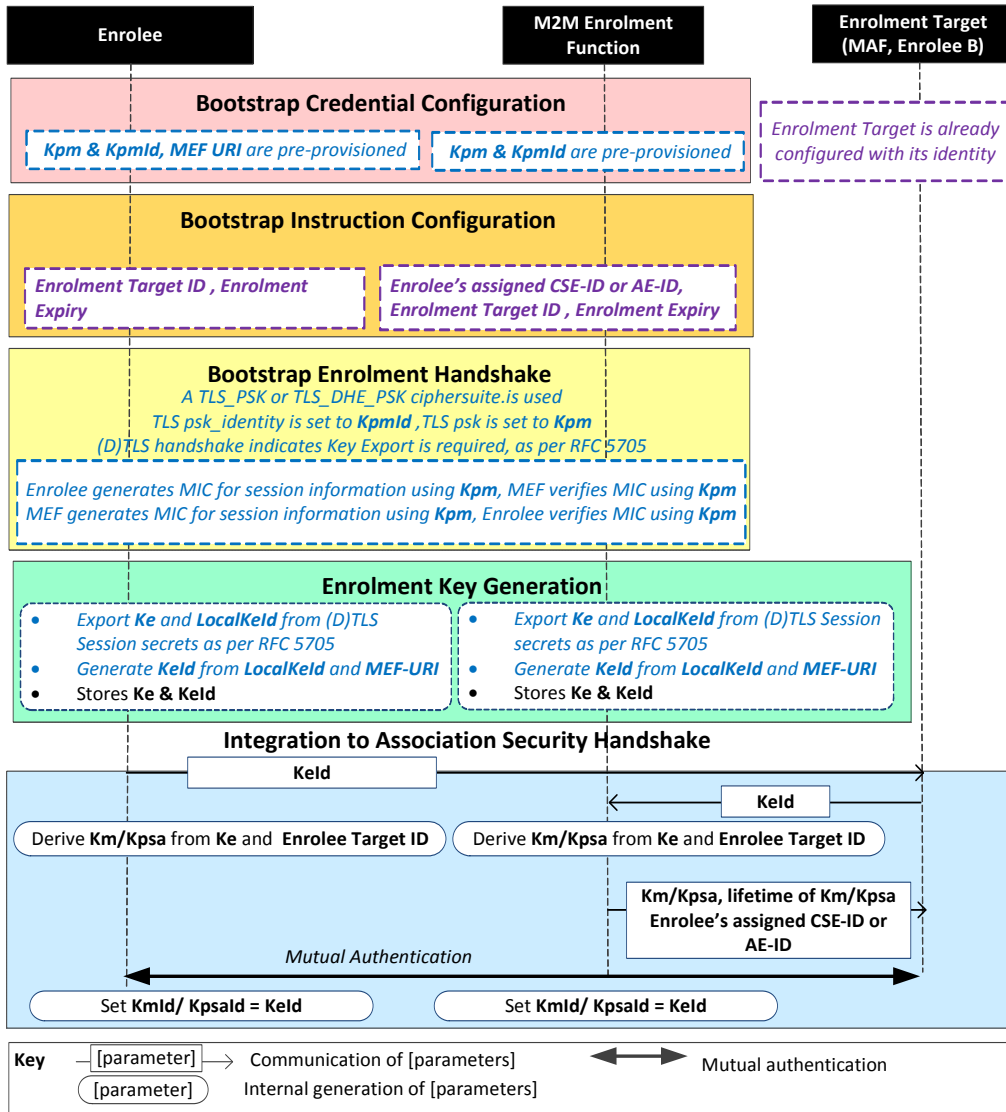 Enrolee
M2M Enrolment
Function
Enrolment Target
(MAF, Enrolee B)
Bootstrap Credential Configuration
Kpm & KpmId, MEF URI are pre-provisioned
Kpm & KpmId are pre-provisioned
Enrolment Target is already
configured with its identity
Bootstrap Instruction Configuration
Enrolment Target ID , Enrolment
Expiry
Enrolee's assigned CSE-ID or AE-ID,
Enrolment Target ID , Enrolment Expiry
Bootstrap Enrolment Handshake
A TLS_PSK or TLS_DHE_PSK ciphersuite.is used
TLS psk_identity is set to KpmId ,TLS psk is set to Kpm
(D)TLS handshake indicates Key Export is required, as per RFC 5705
Enrolee generates MIC for session information using Kpm, MEF verifies MIC using Kpm
MEF generates MIC for session information using Kpm, Enrolee verifies MIC using Kpm
Enrolment Key Generation
• Export Ke and LocalKeId from (D)TLS
Session secrets as per RFC 5705
• Generate KeId from LocalKeId and MEF-URI
• Stores Ke & KeId
• Export Ke and LocalKeId from (D)TLS
Session secrets as per RFC 5705
• Generate KeId from LocalKeId and MEF-URI
• Stores Ke & KeId
Integration to Association Security Handshake
KeId
KeId
Derive Km/Kpsa from Ke and Enrolee Target ID
Derive Km/Kpsa from Ke and Enrolee Target ID
Km/Kpsa, lifetime of Km/Kpsa
Enrolee's assigned CSE-ID or
AE-ID
Mutual Authentication
Set KmId/ KpsaId = KeId
Set KmId/ KpsaId = KeId
Key
[parameter]
Communication of [parameters]
Mutual authentication
[parameter]
Internal generation of [parameters]